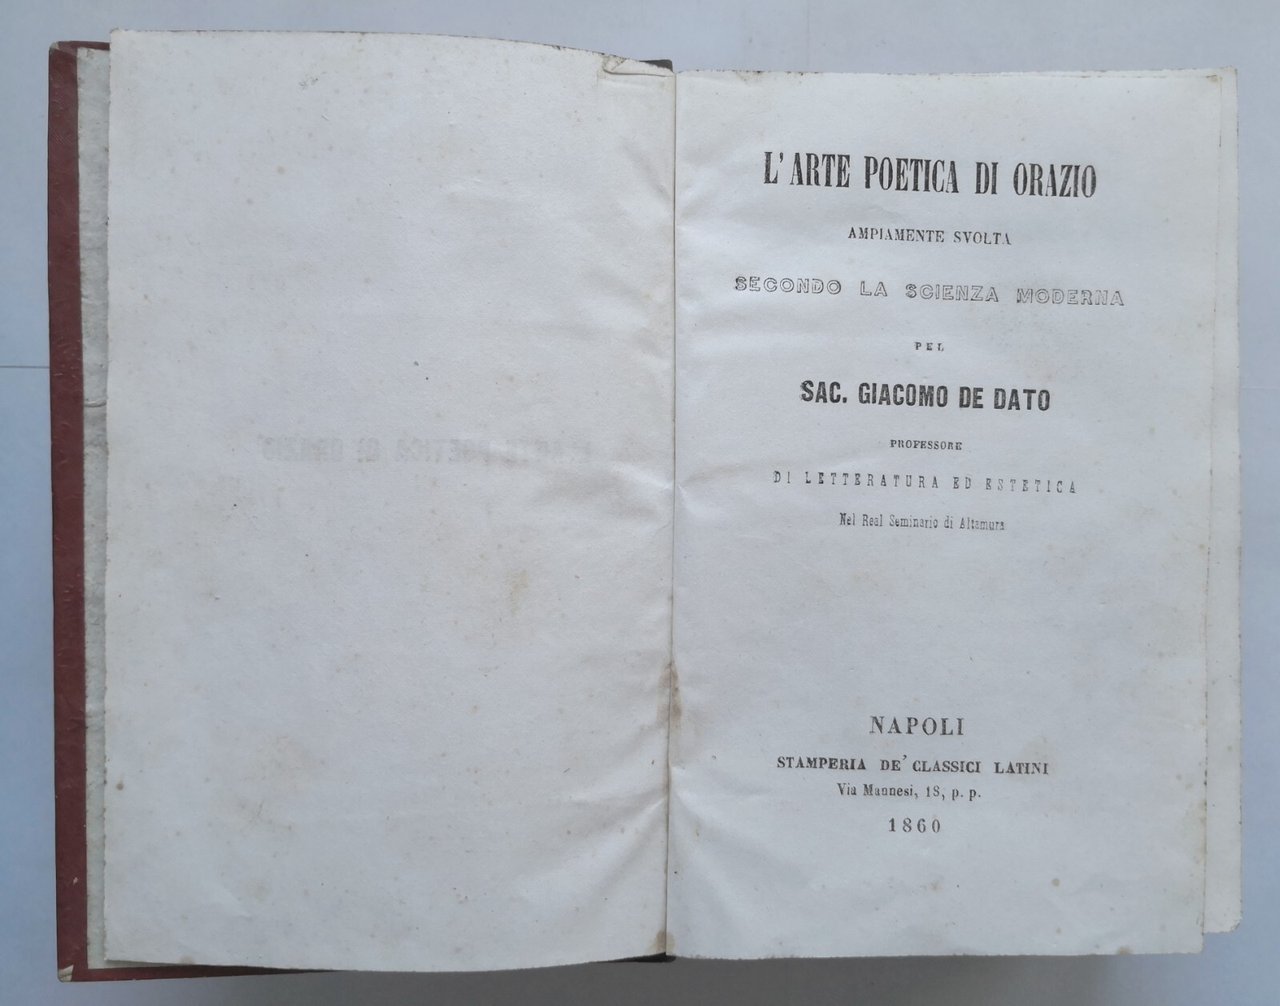 L'ARTE POETICA DI ORAZIO
AMPIAMENTE SVOLTA
SECONDO LA SCIENZA MODERNA
PEL
SAC. GIACOMO DE DATO
PROFESSORE
DI LETTERATURA ED ESTETICA
Nel Real Seminario di Altamura
NAPOLI
STAMPERIA DE' CLASSICI LATINI
Via Mannesi, 18, p. p.
1860